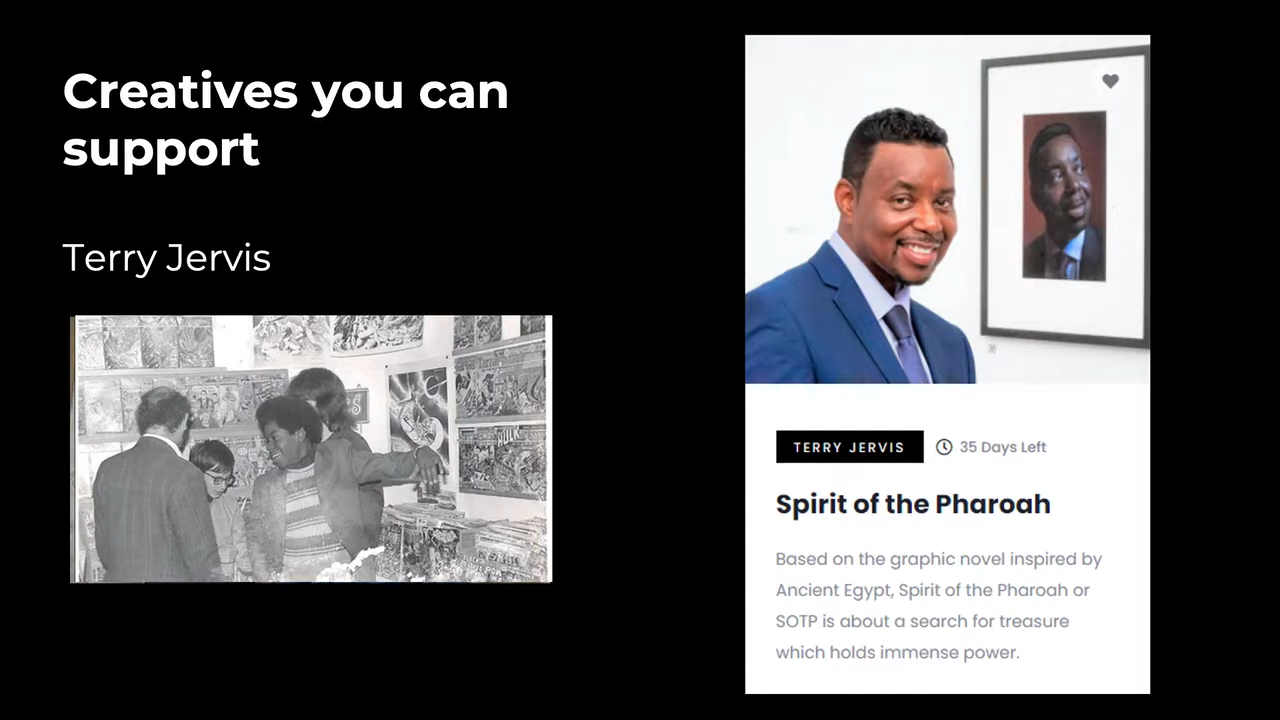 Creatives you can
support
Terry Jervis
HULK
TERRY JERVIS
35 Days Left
Spirit of the Pharoah
Based on the graphic novel inspired by
Ancient Egypt, Spirit of the Pharoah or
SOTP is about a search for treasure
which holds immense power.